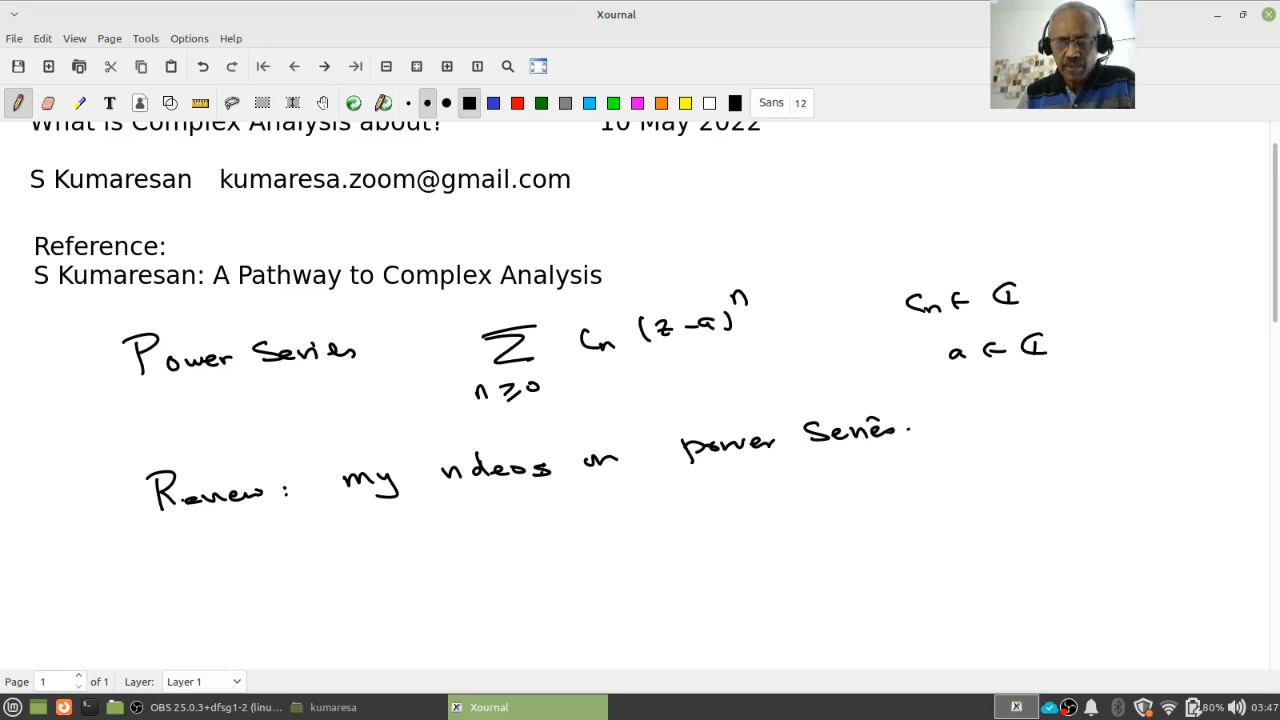 Xournal
File Edit View Page Tools Options Help
Sans 12
What is Complex Analysis about? 10 May 2022
S Kumaresan kumaresa.zoom@gmail.com
Reference:
S Kumaresan: A Pathway to Complex Analysis
Power Series ∑ Cn (z-a)^n Cn ∈ ℂ
n ≥ 0 a ∈ ℂ
Review: my videos on power Series.
Page 1 of 1 Layer: Layer 1
OBS 25.0.3+dfsg1-2 (linu... kumaresa Xournal 80% 03:47